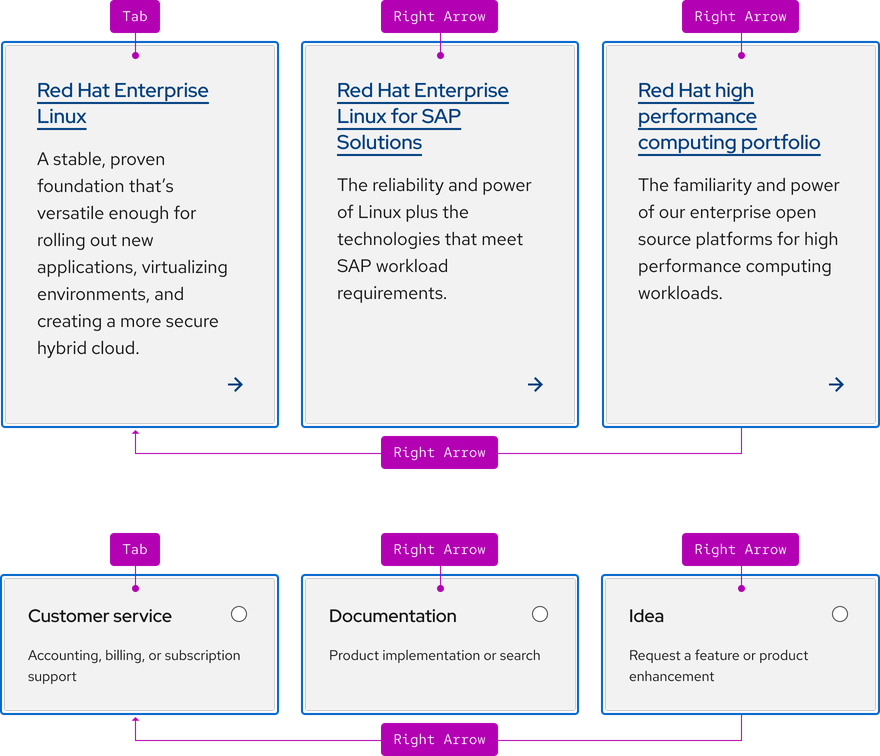 Tab
Right Arrow
Right Arrow
Red Hat Enterprise
Linux
A stable, proven
foundation that’s
versatile enough for
rolling out new
applications, virtualizing
environments, and
creating a more secure
hybrid cloud.
Red Hat Enterprise
Linux for SAP
Solutions
The reliability and power
of Linux plus the
technologies that meet
SAP workload
requirements.
Red Hat high
performance
computing portfolio
The familiarity and power
of our enterprise open
source platforms for high
performance computing
workloads.
Right Arrow
Tab
Right Arrow
Right Arrow
Customer service
Accounting, billing, or subscription
support
Documentation
Product implementation or search
Idea
Request a feature or product
enhancement
Right Arrow